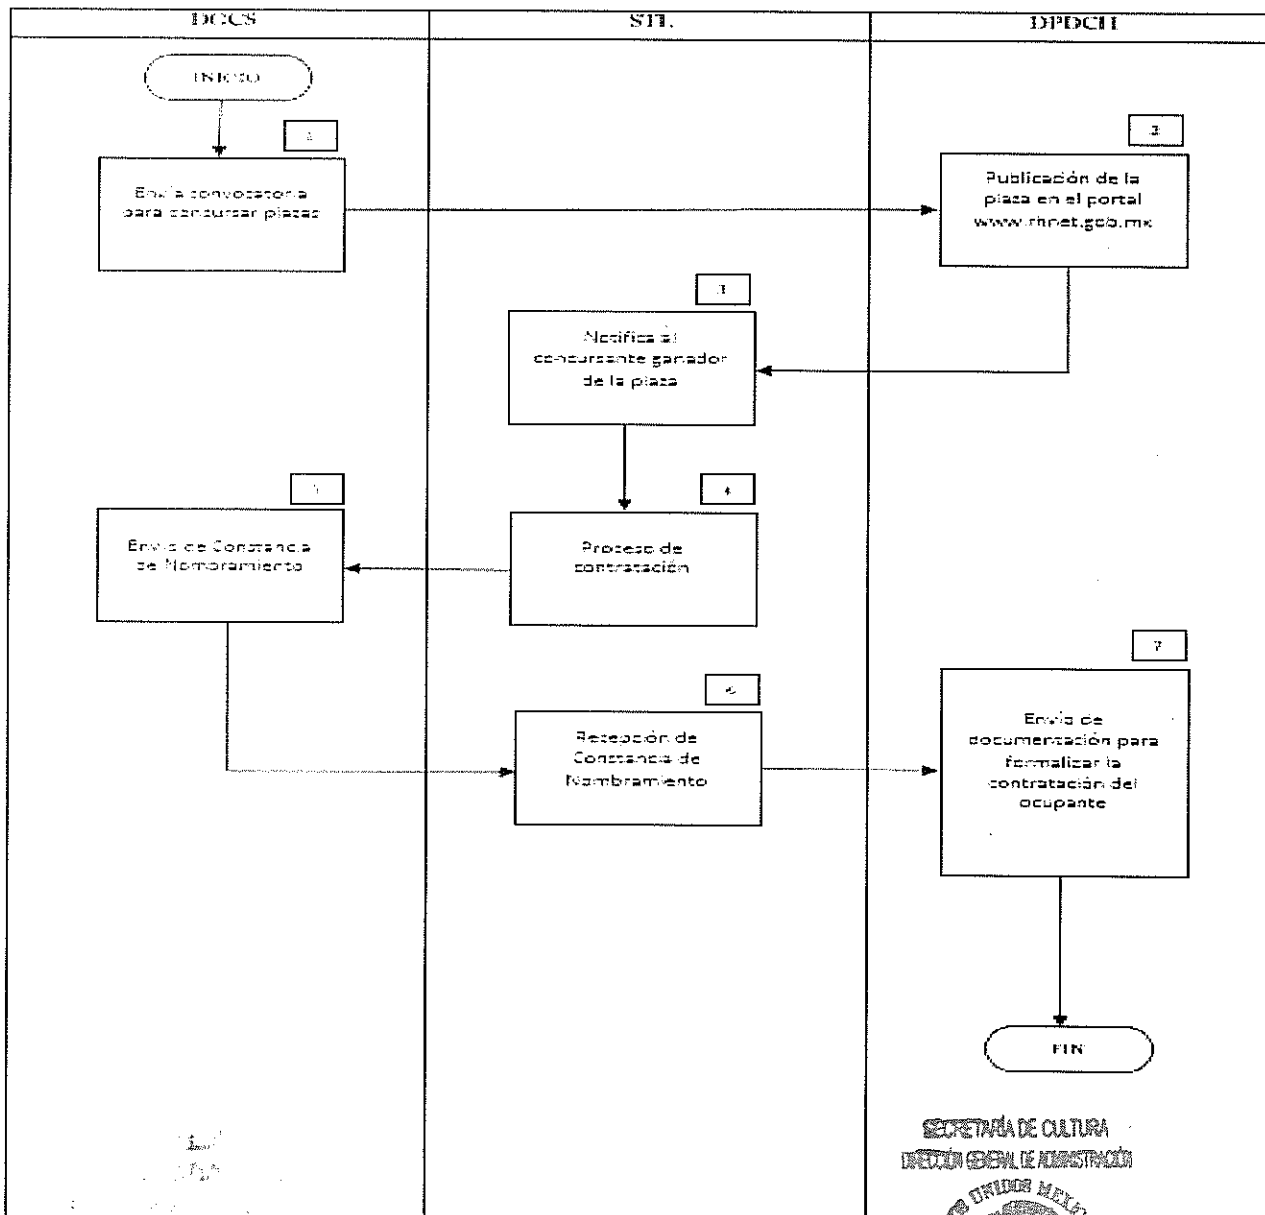 DGCS
STL
DPDCH
INICIO
1
Envía convocatoria
para concursar plazas
2
Publicación de la
plaza en el portal
www.rhnet.gob.mx
3
Notifica al
concursante ganador
de la plaza
4
Proceso de
contratación
Envío de Constancia
de Nombramiento
6
Recepción de
Constancia de
Nombramiento
7
Envío de
documentación para
formalizar la
contratación del
ocupante
FIN
SECRETARÍA DE CULTURA
DIRECCIÓN GENERAL DE ADMINISTRACIÓN
UNIDOS